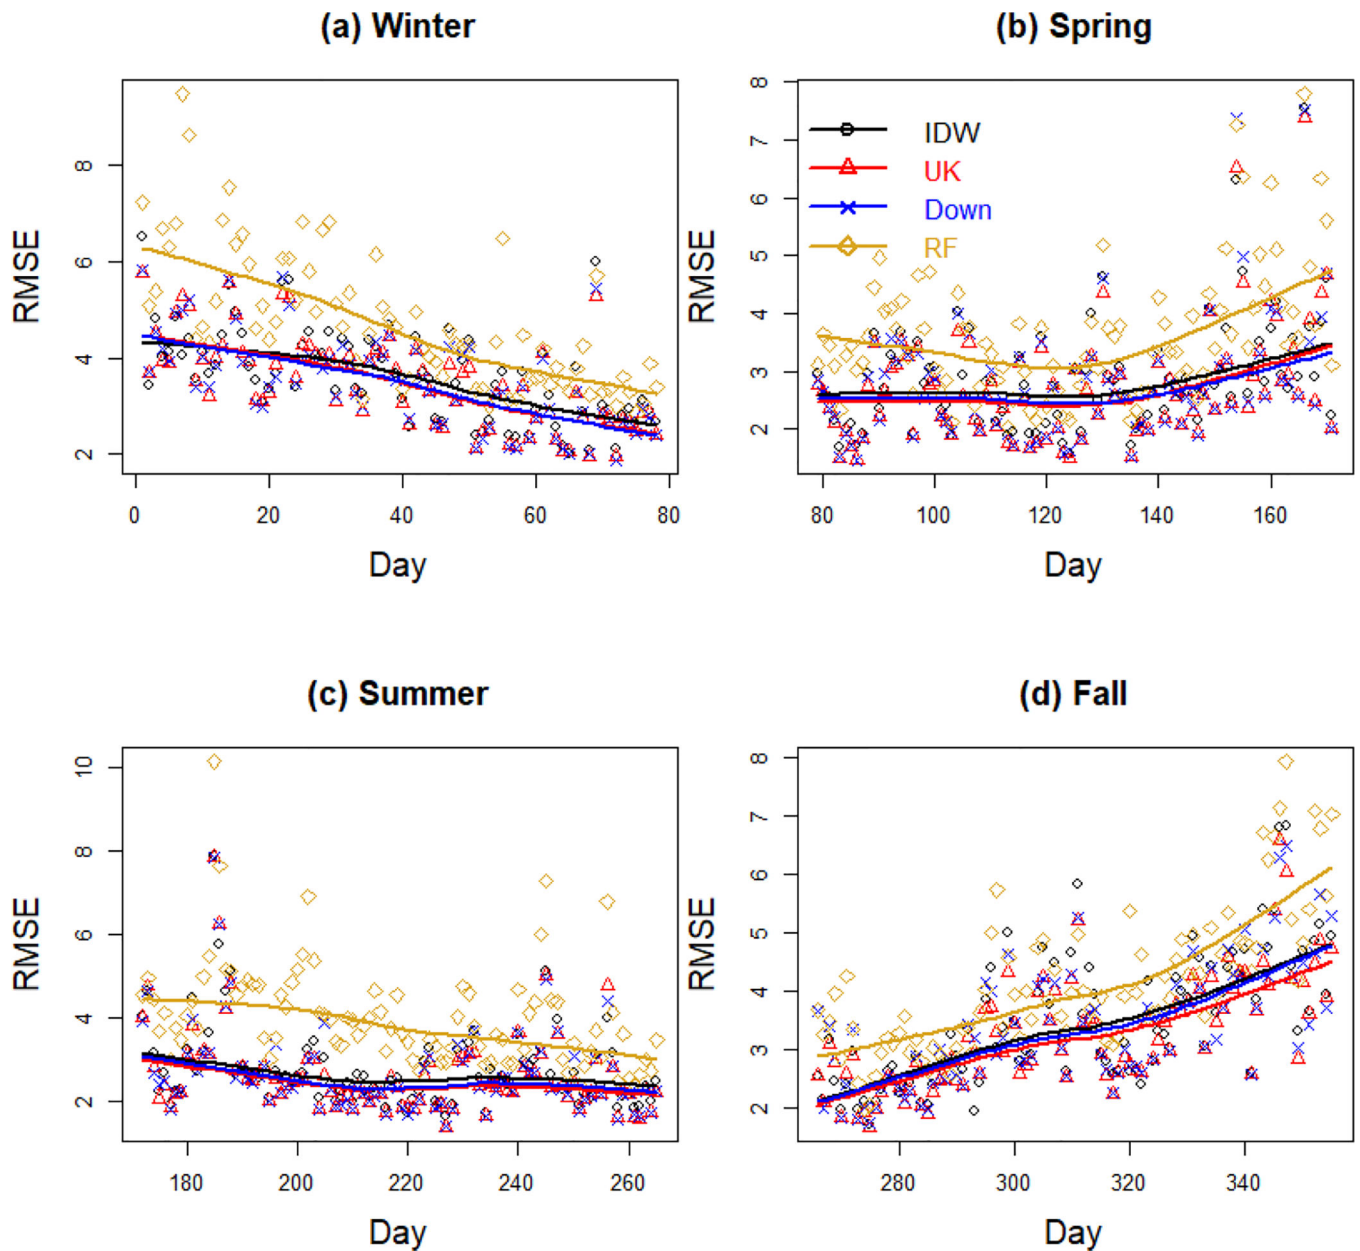 (a) Winter
RMSE
8
6
4
2
0 20 40 60 80
Day
(b) Spring
RMSE
8
7
6
5
4
3
2
IDW
UK
Down
RF
80 100 120 140 160
Day
(c) Summer
RMSE
10
8
6
4
2
180 200 220 240 260
Day
(d) Fall
RMSE
8
7
6
5
4
3
2
280 300 320 340
Day